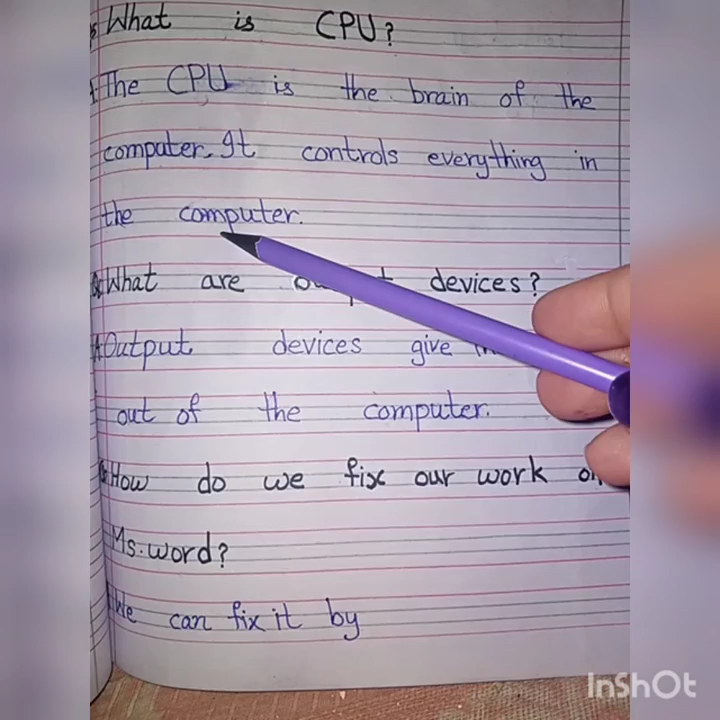 What is CPU?
The CPU is the brain of the
computer. It controls everything in
the computer.
What are devices?
Output devices give
out of the computer.
How do we fix our work
Ms. word?
We can fix it by
InShOt